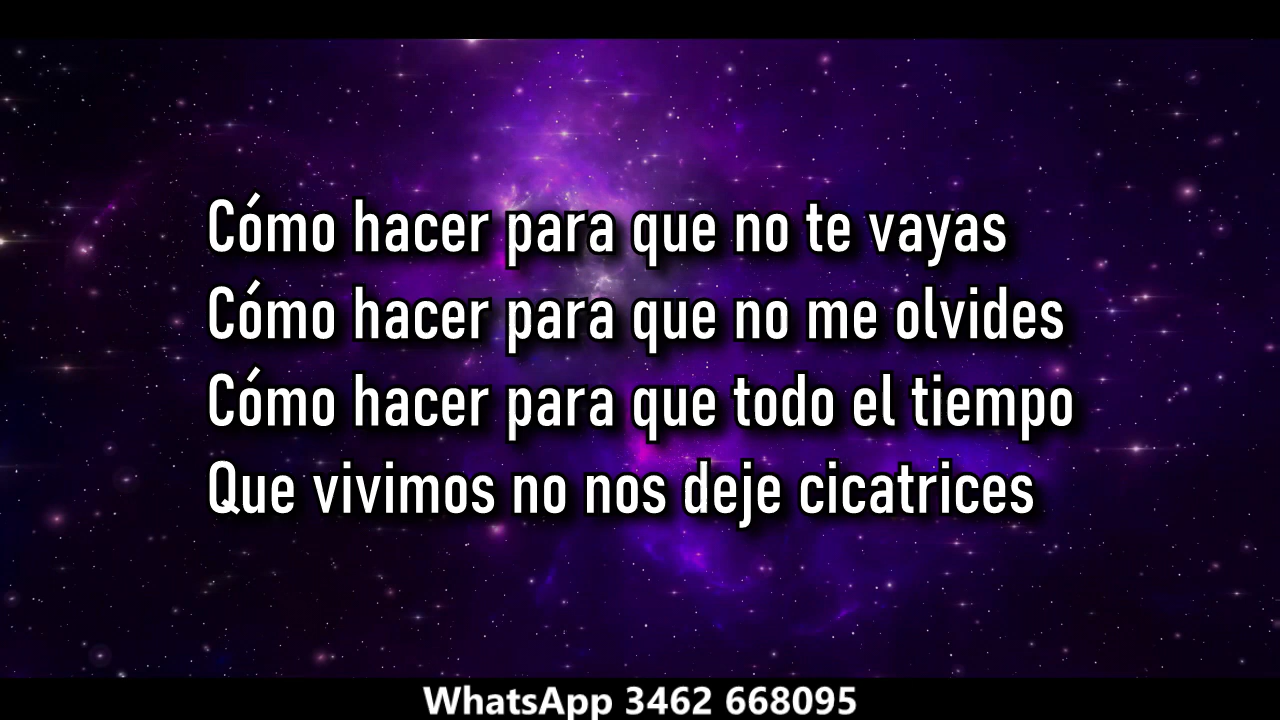 Cómo hacer para que no te vayas
Cómo hacer para que no me olvides
Cómo hacer para que todo el tiempo
Que vivimos no nos deje cicatrices
WhatsApp 3462 668095